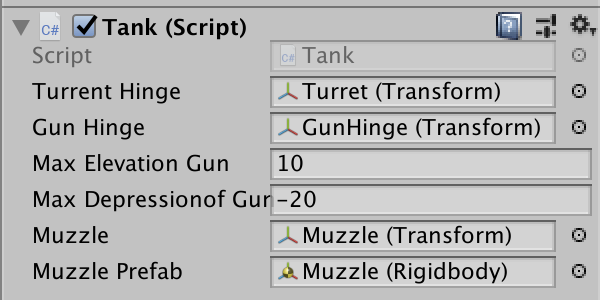 C# Tank (Script)
Script C# Tank
Turrent Hinge Turret (Transform)
Gun Hinge GunHinge (Transform)
Max Elevation Gun 10
Max Depressionof Gun -20
Muzzle Muzzle (Transform)
Muzzle Prefab Muzzle (Rigidbody)